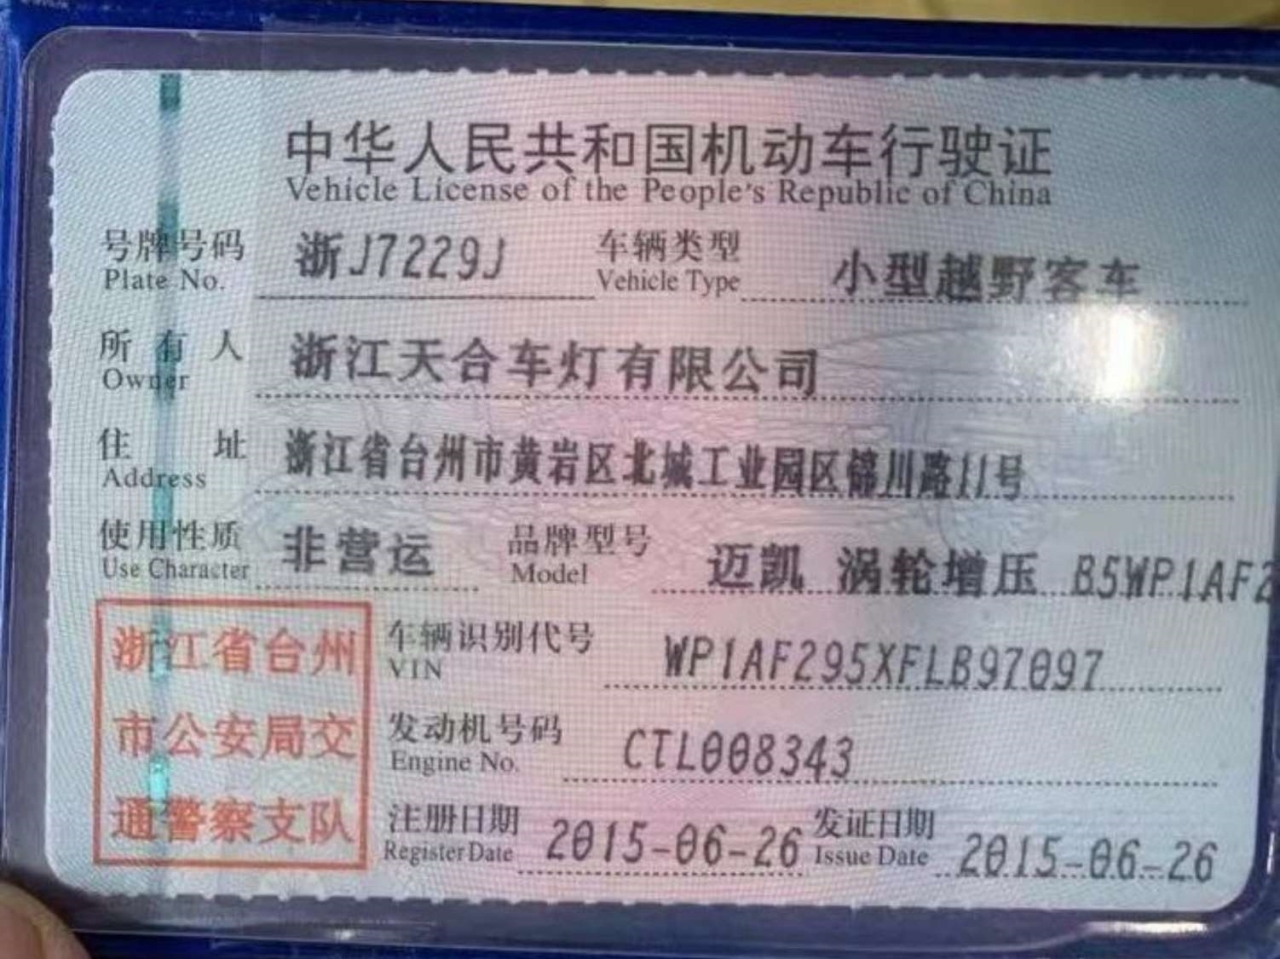 中华人民共和国机动车行驶证
Vehicle License of the People's Republic of China
号牌号码 浙J7229J 车辆类型 小型越野客车
Plate No. Vehicle Type
所有人 浙江天合车灯有限公司
Owner
住址 浙江省台州市黄岩区北城工业园区锦川路11号
Address
使用性质 非营运 品牌型号 迈凯 涡轮增压 B5WP1AF2
Use Character Model
浙江省台州
市公安局交
通警察支队
车辆识别代号 WP1AF295XFLB97097
VIN
发动机号码 CTL008343
Engine No.
注册日期 2015-06-26 发证日期 2015-06-26
Register Date Issue Date